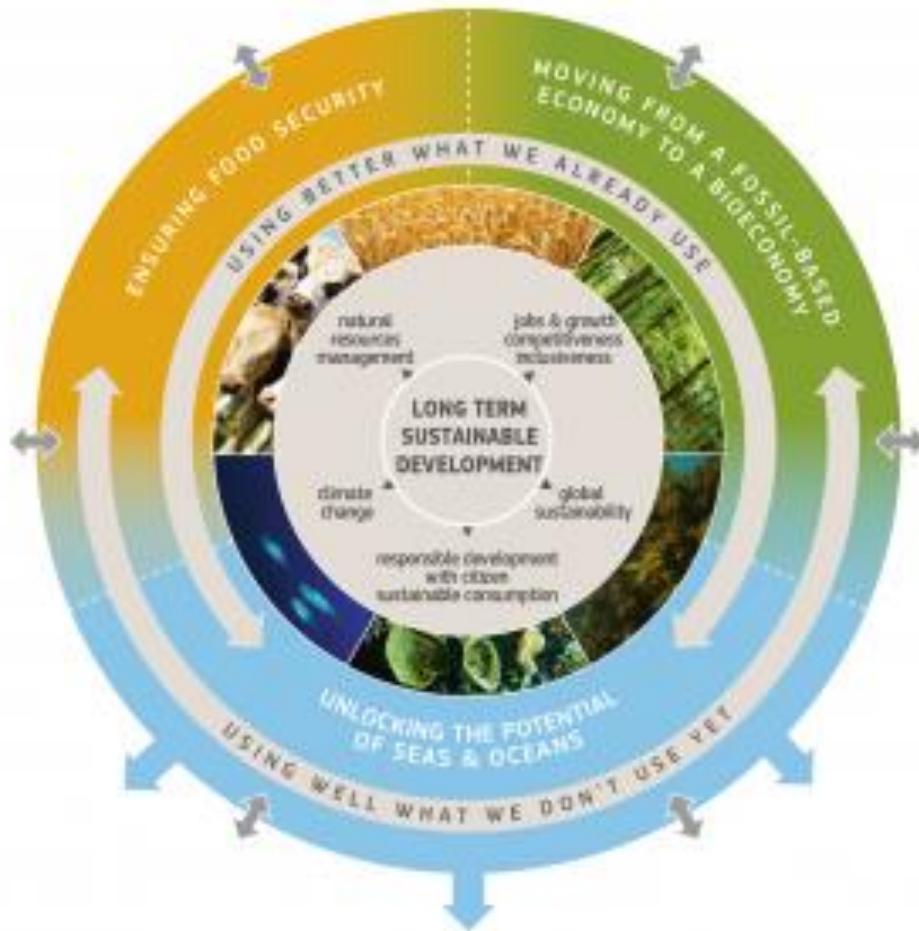 ENSURING FOOD SECURITY
MOVING FROM A FOSSIL-BASED
ECONOMY TO A BIOECONOMY
USING BETTER WHAT WE ALREADY USE
natural
resources
management
jobs & growth
competitiveness
inclusiveness
LONG TERM
SUSTAINABLE
DEVELOPMENT
climate
change
global
sustainability
responsible development
with citizen
sustainable consumption
UNLOCKING THE POTENTIAL
OF SEAS & OCEANS
USING WELL WHAT WE DON'T USE YET